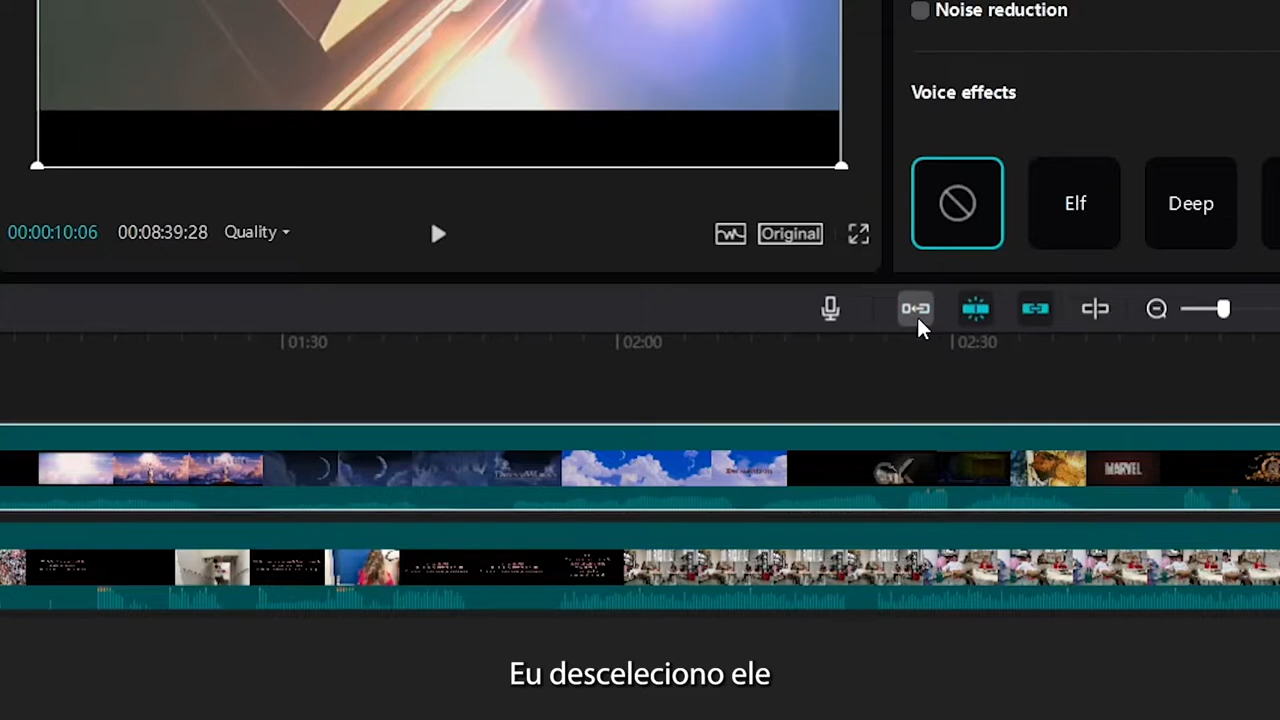 Noise reduction
Voice effects
Elf
Deep
00:00:10:06
00:08:39:28
Quality
Original
01:30
02:00
02:30
MARVEL
Eu desceleciono ele